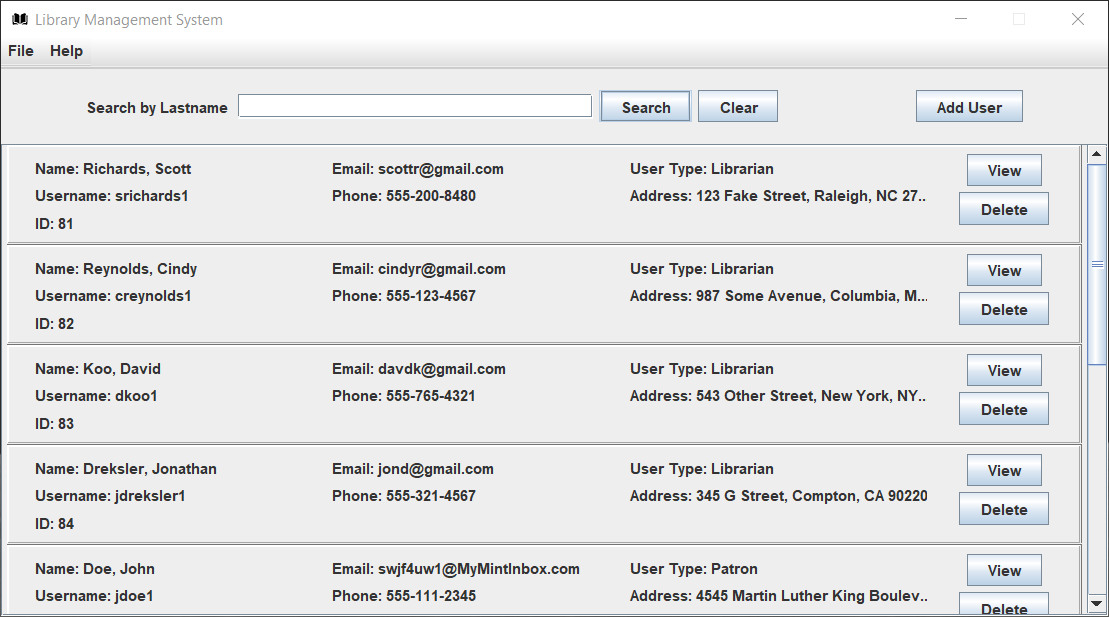 Library Management System
File Help
Search by Lastname Search Clear Add User
Name: Richards, Scott Email: scottr@gmail.com User Type: Librarian View
Username: srichards1 Phone: 555-200-8480 Address: 123 Fake Street, Raleigh, NC 27.. Delete
ID: 81
Name: Reynolds, Cindy Email: cindyr@gmail.com User Type: Librarian View
Username: creynolds1 Phone: 555-123-4567 Address: 987 Some Avenue, Columbia, M.. Delete
ID: 82
Name: Koo, David Email: davdk@gmail.com User Type: Librarian View
Username: dkoo1 Phone: 555-765-4321 Address: 543 Other Street, New York, NY.. Delete
ID: 83
Name: Dreksler, Jonathan Email: jond@gmail.com User Type: Librarian View
Username: jdreksler1 Phone: 555-321-4567 Address: 345 G Street, Compton, CA 90220 Delete
ID: 84
Name: Doe, John Email: swjf4uw1@MyMintInbox.com User Type: Patron View
Username: jdoe1 Phone: 555-111-2345 Address: 4545 Martin Luther King Boulev.. Delete